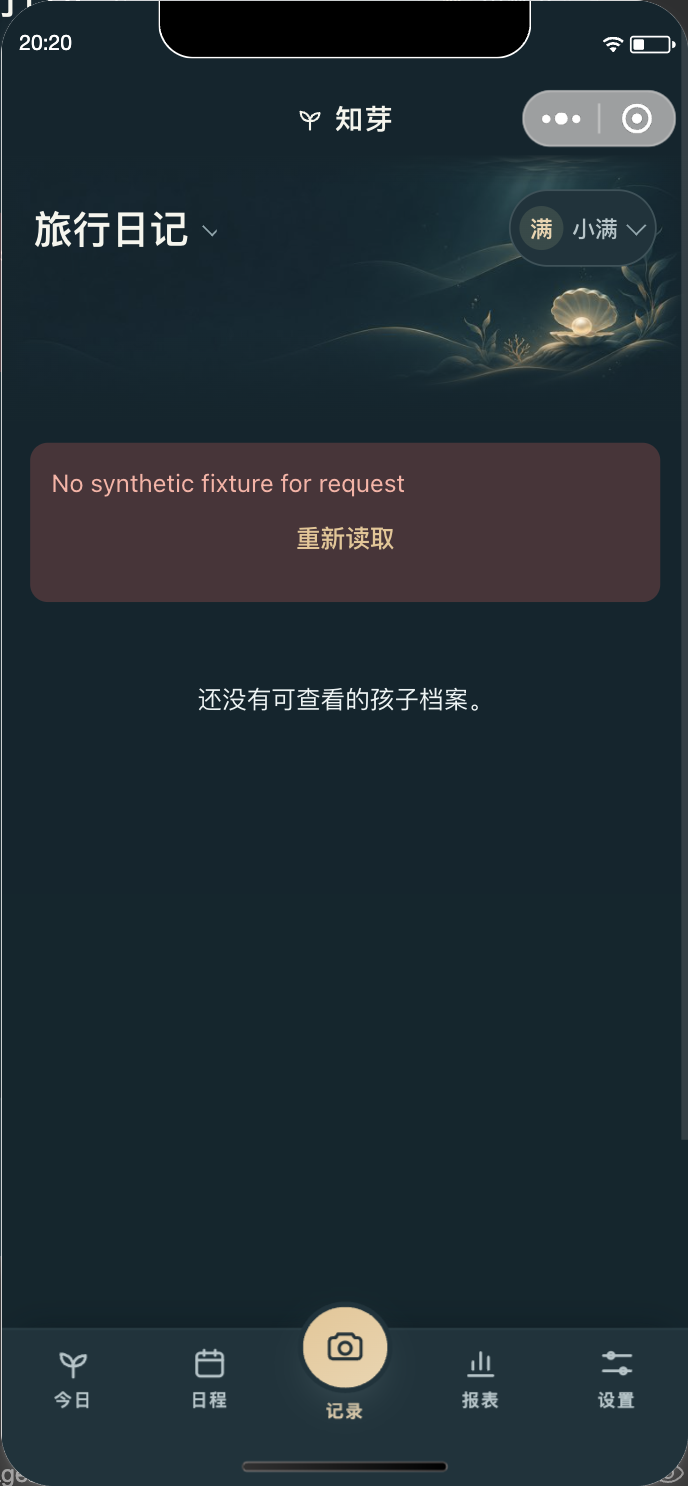 20:20
知芽
旅行日记
满 小满
No synthetic fixture for request
重新读取
还没有可查看的孩子档案。
今日
日程
记录
报表
设置